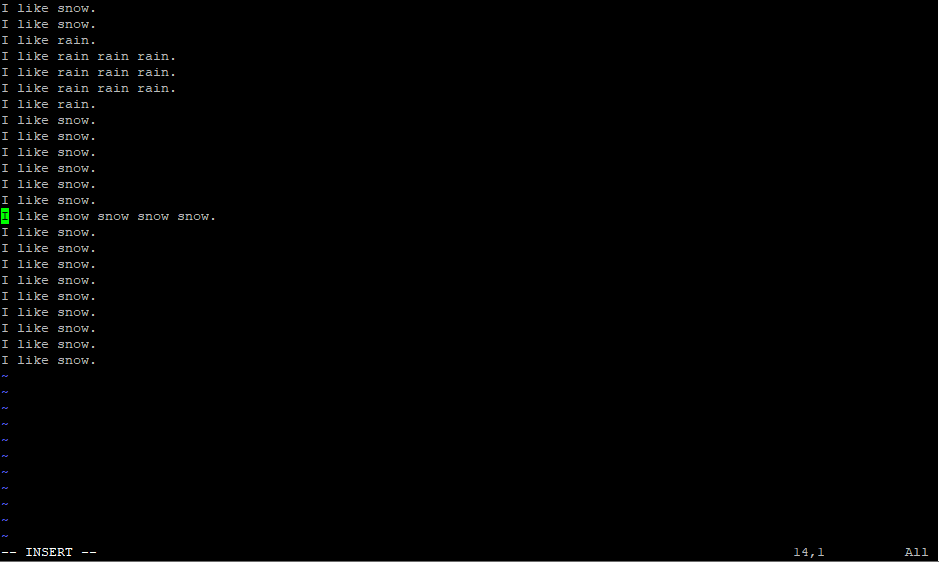 I like snow.
I like snow.
I like rain.
I like rain rain rain.
I like rain rain rain.
I like rain rain rain.
I like rain.
I like snow.
I like snow.
I like snow.
I like snow.
I like snow.
I like snow.
I like snow snow snow snow.
I like snow.
I like snow.
I like snow.
I like snow.
I like snow.
I like snow.
I like snow.
I like snow.
I like snow.
~
~
~
~
~
~
~
~
~
~
~
-- INSERT -- 14,1 All